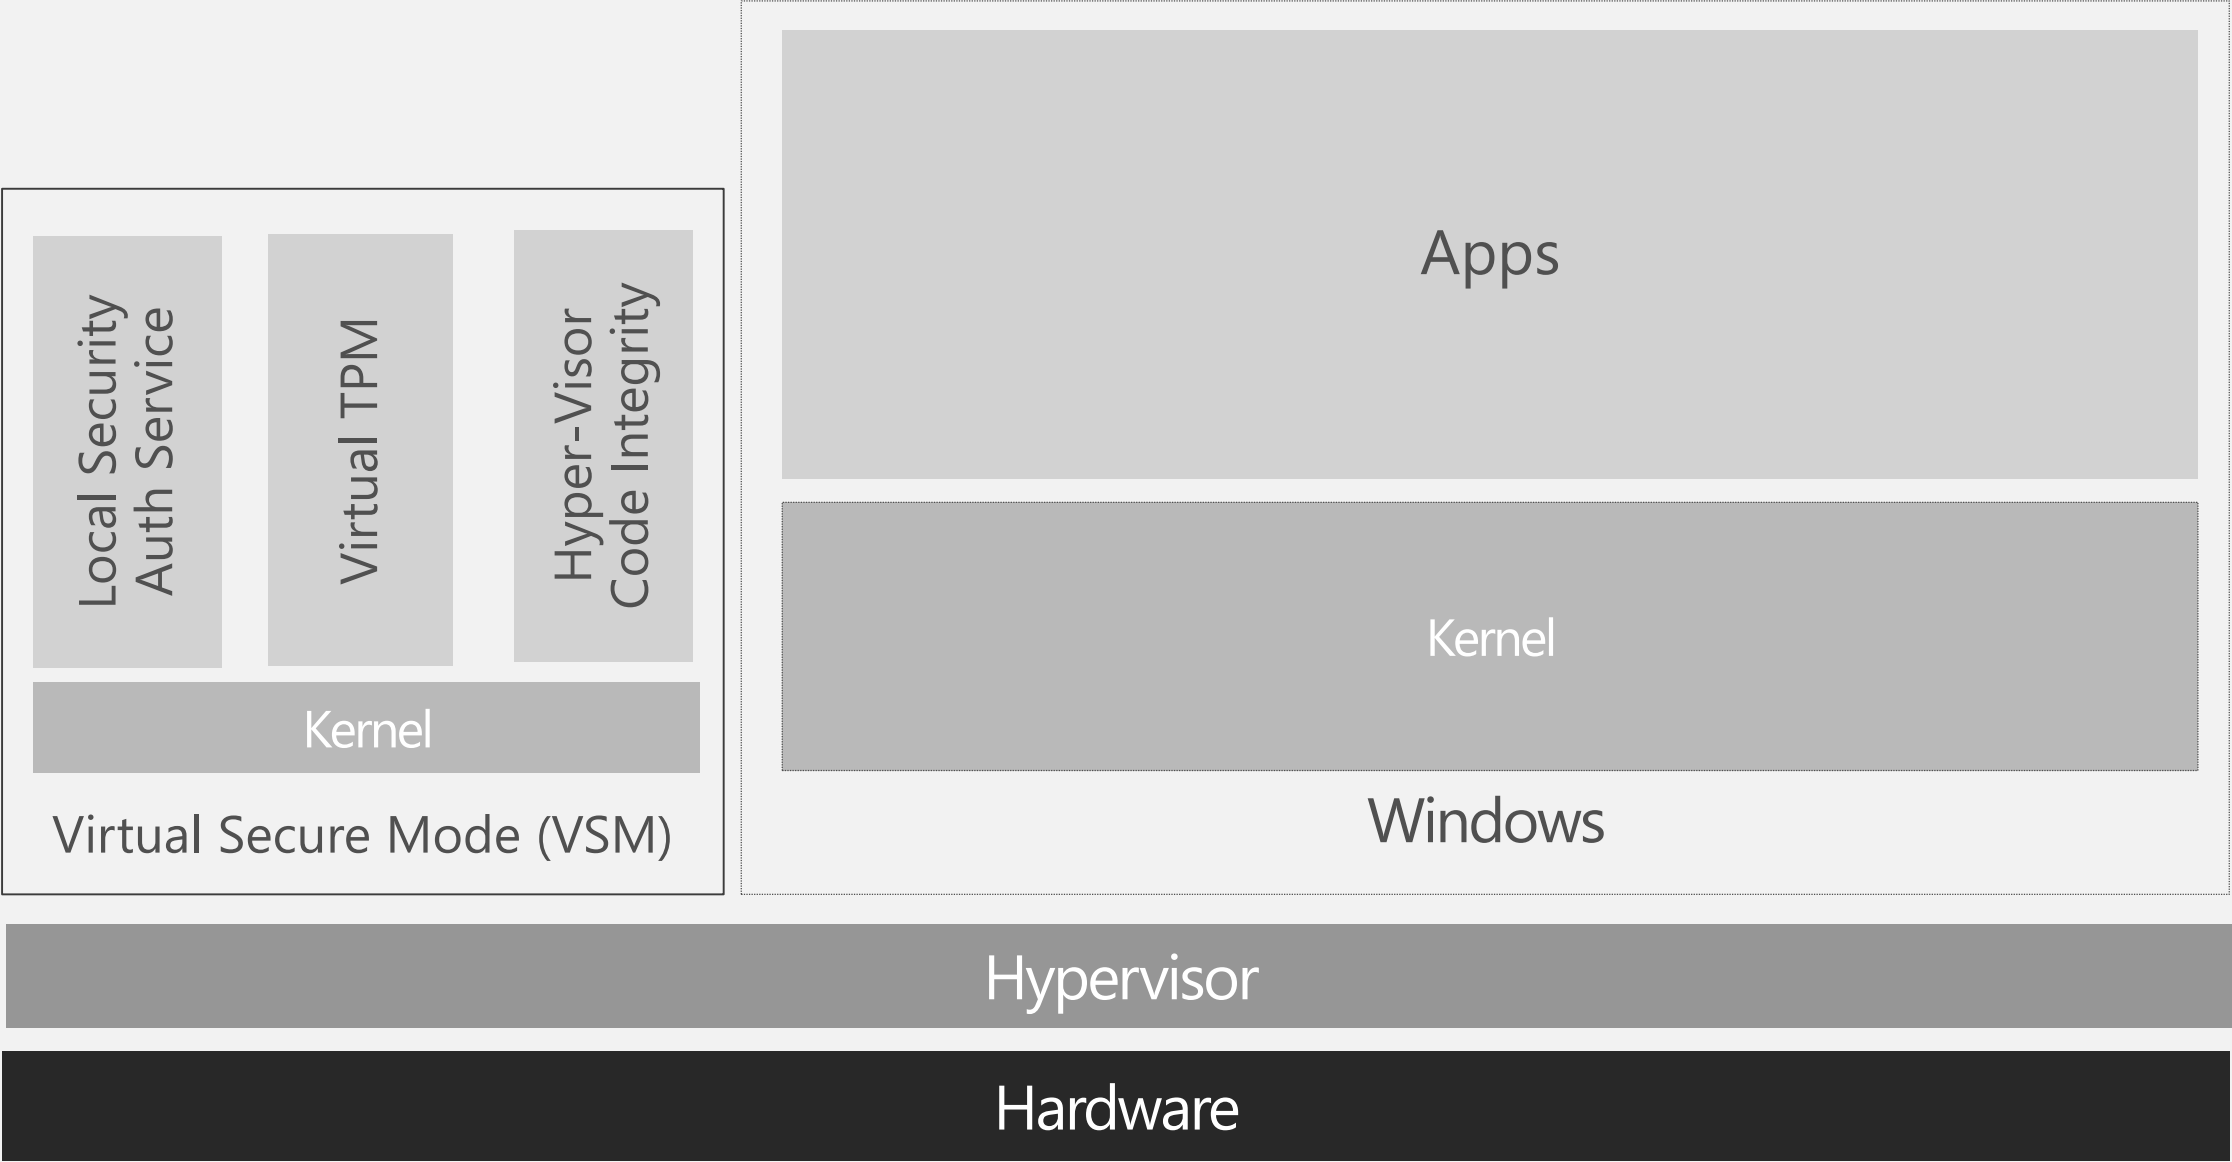 Local Security
Auth Service
Virtual TPM
Hyper-Visor
Code Integrity
Kernel
Virtual Secure Mode (VSM)
Apps
Kernel
Windows
Hypervisor
Hardware